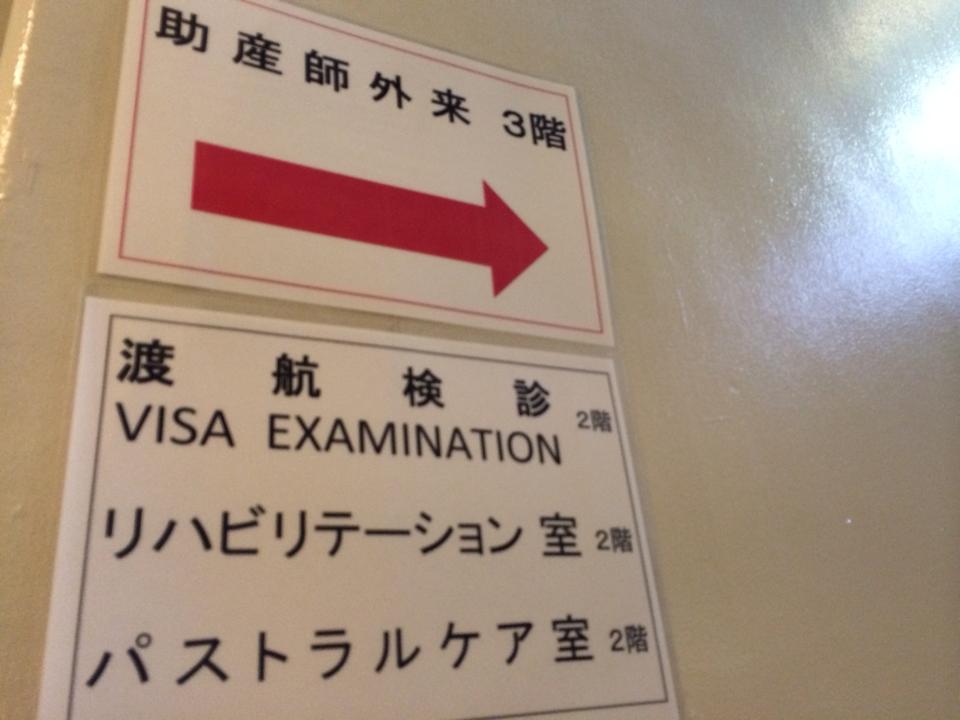 助産師外来 3階
渡航検診 2階
VISA EXAMINATION
リハビリテーション室 2階
パストラルケア室 2階